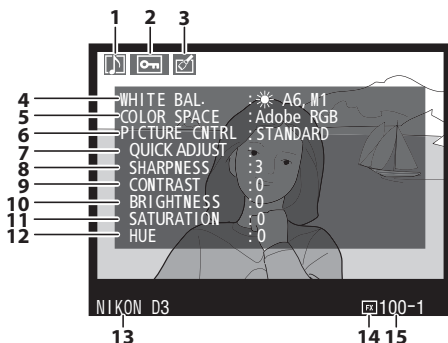 1 2 3
4 WHITE BAL. : A6, M1
5 COLOR SPACE : Adobe RGB
6 PICTURE CNTRL : STANDARD
7 QUICK ADJUST :
8 SHARPNESS : 3
9 CONTRAST : 0
10 BRIGHTNESS : 0
11 SATURATION : 0
12 HUE : 0
NIKON D3 FX 100-1
13 14 15